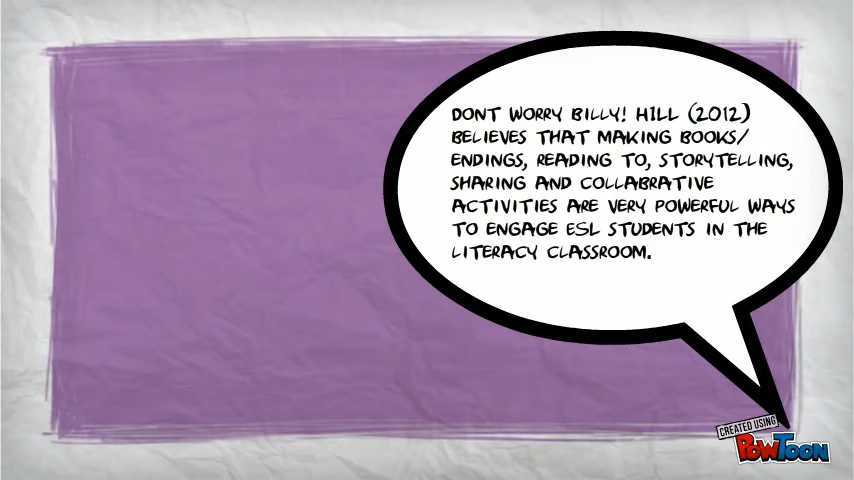 DONT WORRY BILLY! HILL (2012)
BELIEVES THAT MAKING BOOKS/
ENDINGS, READING TO, STORYTELLING,
SHARING AND COLLABRATIVE
ACTIVITIES ARE VERY POWERFUL WAYS
TO ENGAGE ESL STUDENTS IN THE
LITERACY CLASSROOM.
CREATED USING
POWTOON